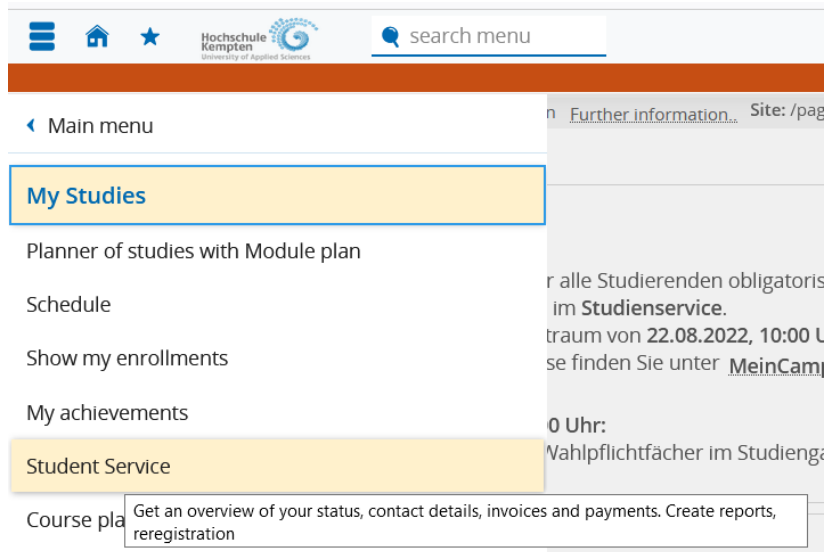 Hochschule
Kempten
University of Applied Sciences
search menu
Main menu
n Further information.. Site: /pag
My Studies
Planner of studies with Module plan
r alle Studierenden obligatoris
Schedule
im Studienservice.
traum von 22.08.2022, 10:00 U
Show my enrollments
se finden Sie unter MeinCamp
My achievements
00 Uhr:
Student Service
Wahlpflichtfächer im Studienga
Course pla
Get an overview of your status, contact details, invoices and payments. Create reports,
reregistration